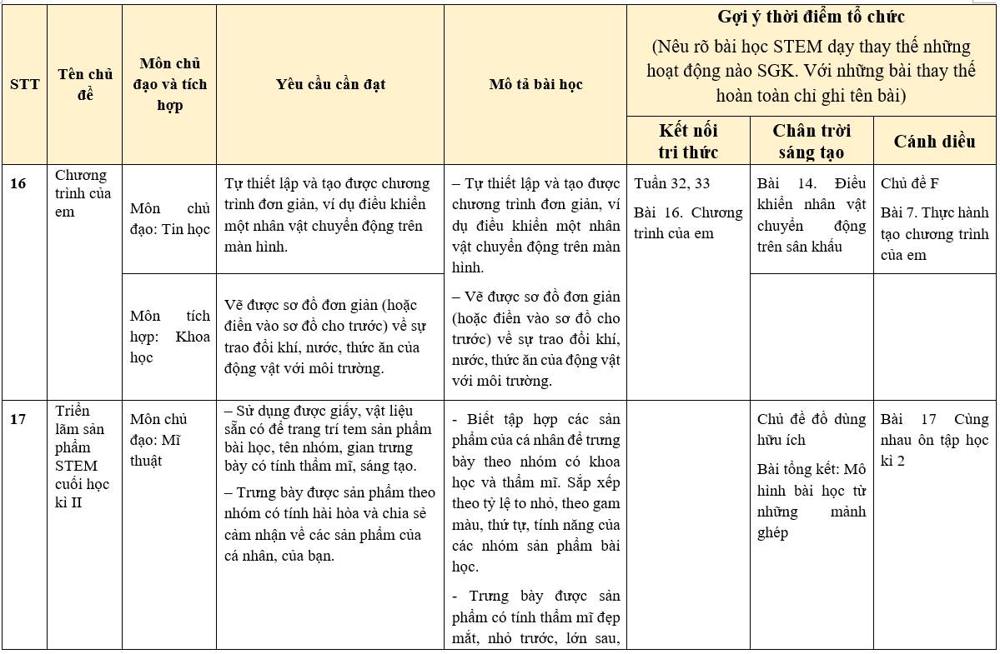 STT
Tên chủ
đề
Môn chủ
đạo và tích
hợp
Yêu cầu cần đạt
Mô tả bài học
Gợi ý thời điểm tổ chức
(Nêu rõ bài học STEM dạy thay thế những
hoạt động nào SGK. Với những bài thay thế
hoàn toàn chỉ ghi tên bài)
Kết nối
tri thức
Chân trời
sáng tạo
Cánh diều
16
Chương
trình của
em
Môn chủ
đạo: Tin học
Tự thiết lập và tạo được chương
trình đơn giản, ví dụ điều khiển
một nhân vật chuyển động trên
màn hình.
– Tự thiết lập và tạo được
chương trình đơn giản, ví
dụ điều khiển một nhân
vật chuyển động trên màn
hình.
– Vẽ được sơ đồ đơn giản
(hoặc điền vào sơ đồ cho
trước) về sự trao đổi khí,
nước, thức ăn của động vật
với môi trường.
Tuần 32, 33
Bài 16. Chương
trình của em
Bài 14. Điều
khiển nhân vật
chuyển động
trên sân khấu
Chủ đề F
Bài 7. Thực hành
tạo chương trình
của em
Môn tích
hợp: Khoa
học
Vẽ được sơ đồ đơn giản (hoặc
điền vào sơ đồ cho trước) về sự
trao đổi khí, nước, thức ăn của
động vật với môi trường.
17
Triển
lãm sản
phẩm
STEM
cuối học
kì II
Môn chủ
đạo: Mĩ
thuật
– Sử dụng được giấy, vật liệu
sẵn có để trang trí tem sản phẩm
bài học, tên nhóm, gian trưng
bày có tính thẩm mĩ, sáng tạo.
– Trưng bày được sản phẩm theo
nhóm có tính hài hòa và chia sẻ
cảm nhận về các sản phẩm của
cá nhân, của bạn.
- Biết tập hợp các sản
phẩm của cá nhân để trưng
bày theo nhóm có khoa
học và thẩm mĩ. Sắp xếp
theo tỷ lệ to nhỏ, theo gam
màu, thứ tự, tính năng của
các nhóm sản phẩm bài
học.
- Trưng bày được sản
phẩm có tính thẩm mĩ đẹp
mắt, nhỏ trước, lớn sau,
Chủ đề đồ dùng
hữu ích
Bài tổng kết: Mô
hình bài học từ
những mảnh
ghép
Bài 17 Cùng
nhau ôn tập học
kì 2